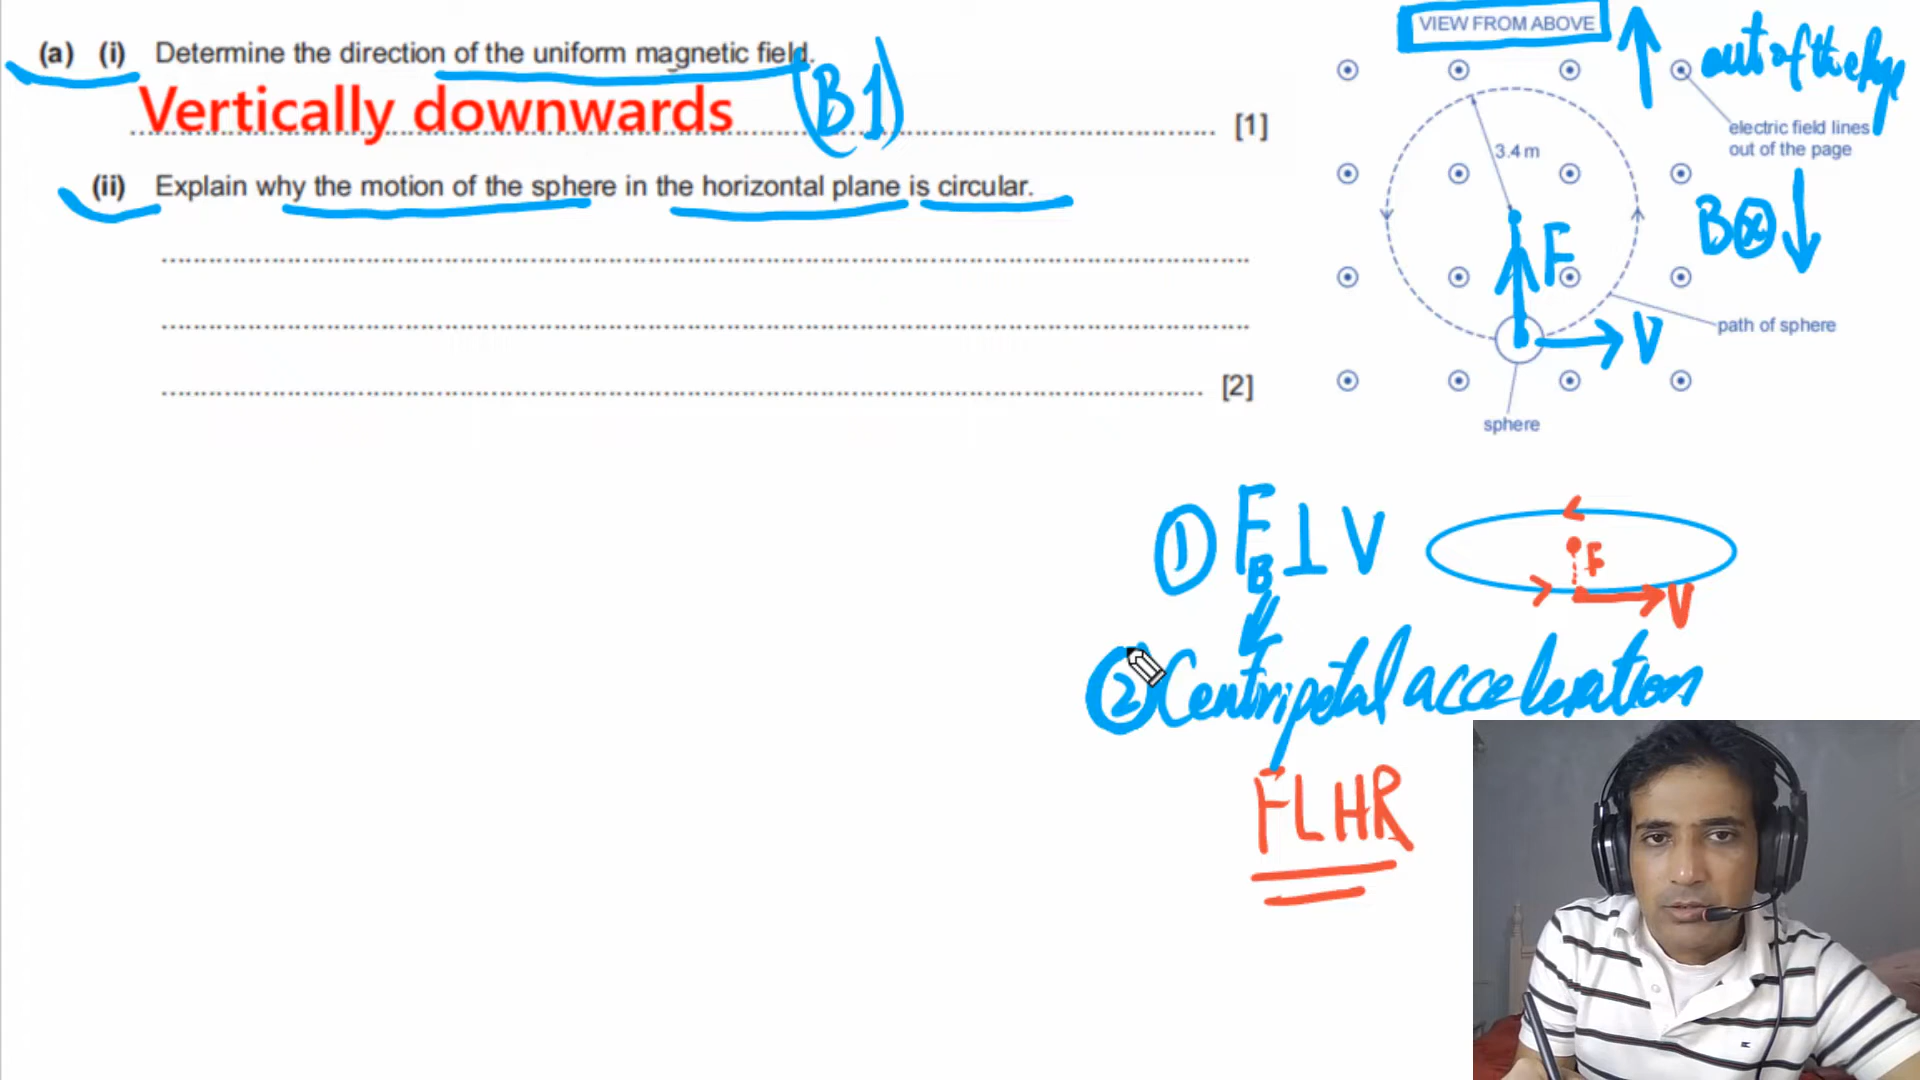 (a) (i) Determine the direction of the uniform magnetic field.
Vertically downwards (B1)
[1]
(ii) Explain why the motion of the sphere in the horizontal plane is circular.
[2]
VIEW FROM ABOVE
out of the page
electric field lines
out of the page
3.4 m
B
F
V
path of sphere
sphere
① F_B ⊥ V
F
V
② Centripetal acceleration
FLHR